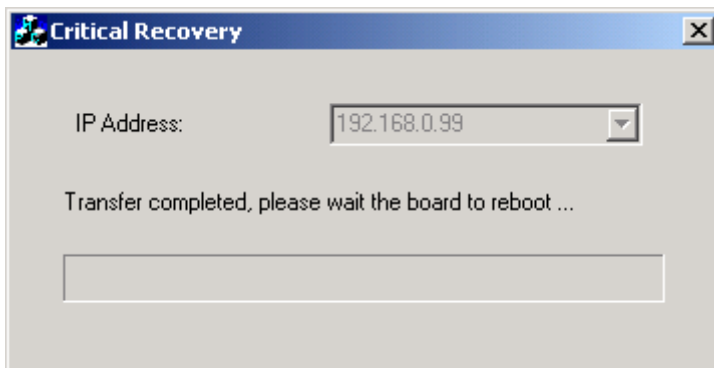 Critical Recovery
IP Address:
192.168.0.99
Transfer completed, please wait the board to reboot ...